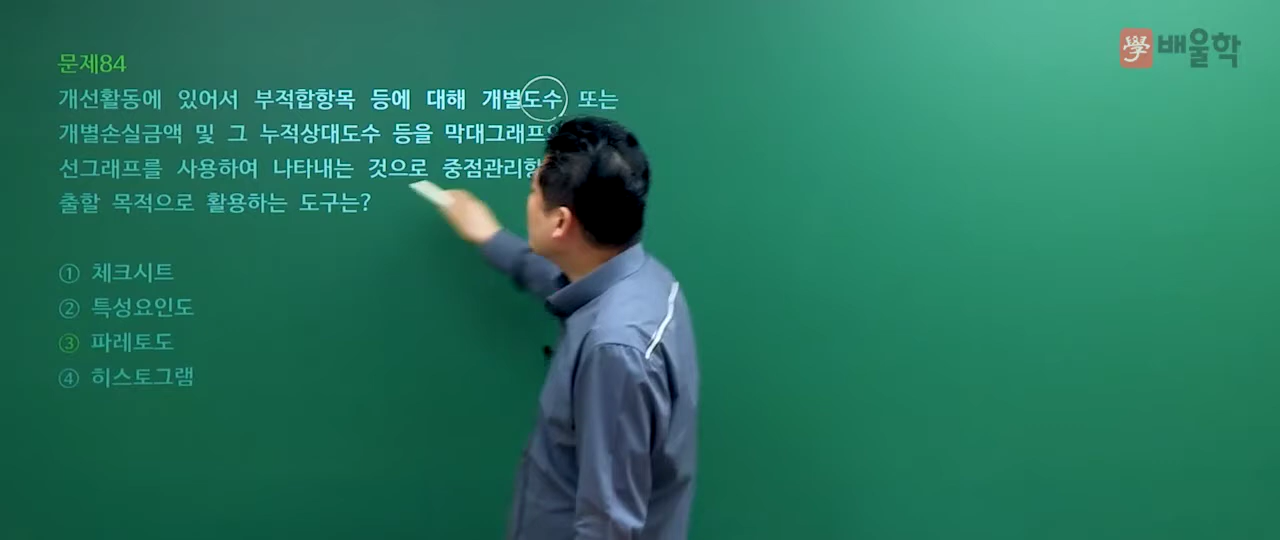 學 배울학
문제84
개선활동에 있어서 부적합항목 등에 대해 개별도수 또는
개별손실금액 및 그 누적상대도수 등을 막대그래프
선그래프를 사용하여 나타내는 것으로
출할 목적으로 활용하는 도구는?
① 체크시트
② 특성요인도
③ 파레토도
④ 히스토그램